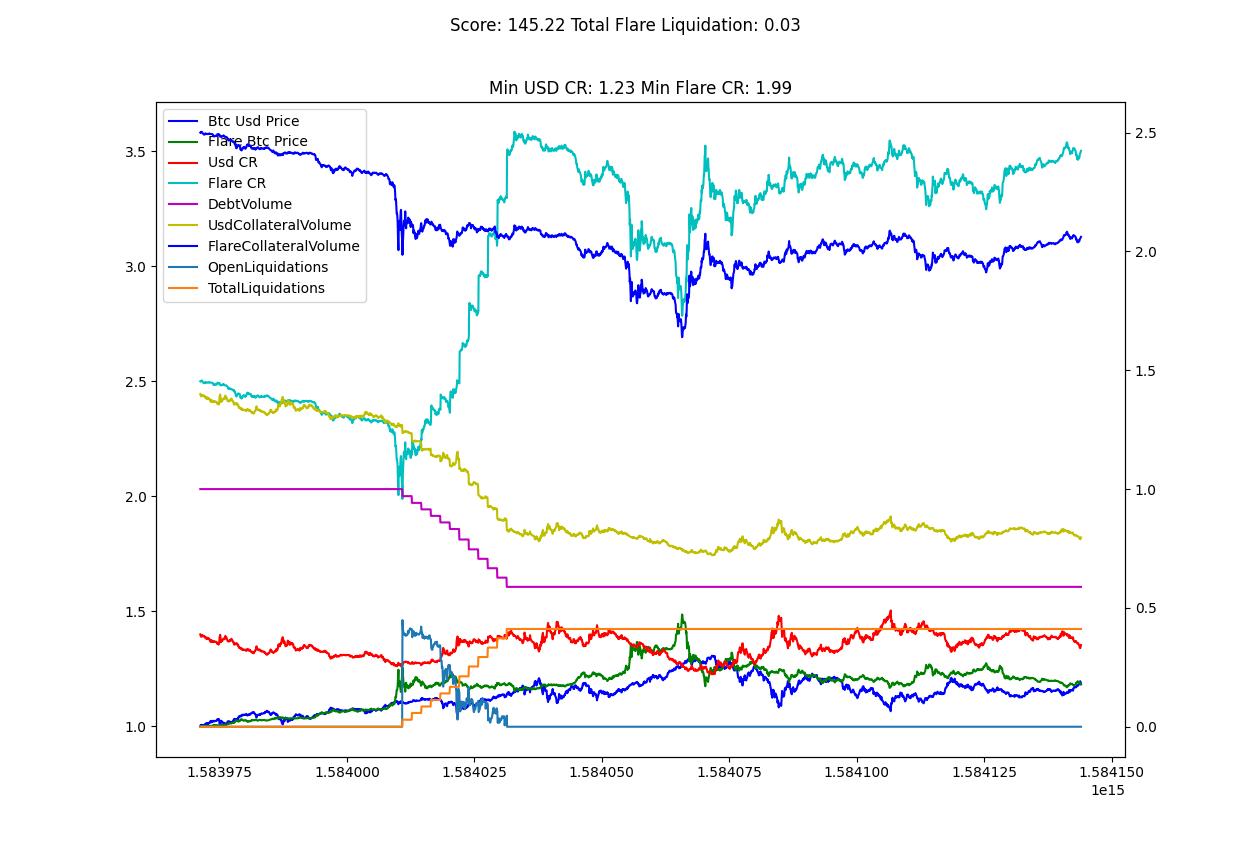 Score: 145.22 Total Flare Liquidation: 0.03
Min USD CR: 1.23 Min Flare CR: 1.99
Btc Usd Price
Flare Btc Price
Usd CR
Flare CR
DebtVolume
UsdCollateralVolume
FlareCollateralVolume
OpenLiquidations
TotalLiquidations
3.5
3.0
2.5
2.0
1.5
1.0
2.5
2.0
1.5
1.0
0.5
0.0
1.583975 1.584000 1.584025 1.584050 1.584075 1.584100 1.584125 1.584150
1e15